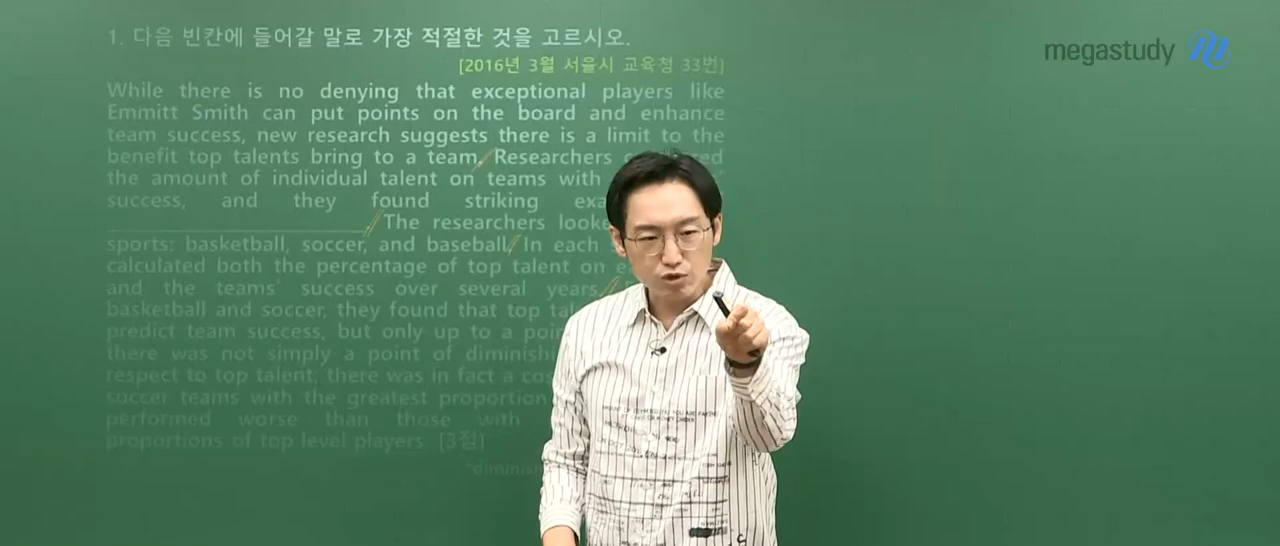 1. 다음 빈칸에 들어갈 말로 가장 적절한 것을 고르시오.
megastudy
[2016년 3월 서울시 교육청 33번]
While there is no denying that exceptional players like
Emmitt Smith can put points on the board and enhance
team success, new research suggests there is a limit to the
benefit top talents bring to a team. Researchers
the amount of individual talent on teams with
success, and they found striking
The researchers
sports: basketball, soccer, and baseball. In each
calculated both the percentage of top talent on
and the teams' success over several years.
basketball and soccer, they found that top
predict team success, but only up to a
there was not simply a point of
respect to top talent; there was in fact a
soccer teams with the greatest proportion
performed worse than those with
proportions of top level players. [3점]